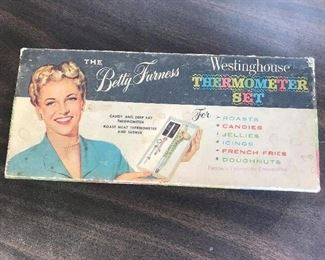 THE
Betty Furness
Westinghouse
THERMOMETER
SET
CANDY AND DEEP FAT
THERMOMETER
ROAST MEAT THERMOMETER
AND SKEWER
For
ROASTS
CANDIES
JELLIES
ICINGS
FRENCH FRIES
DOUGHNUTS